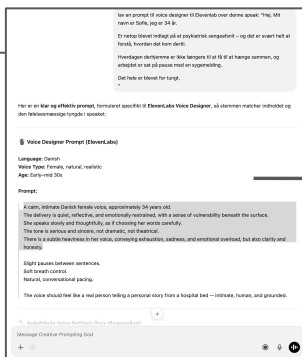 lav en prompt til voice designer til Elevenlab over denne speak: "Hej. Mit
navn er Sofie, jeg er 34 år.
Er netop blevet indlagt på et psykiatrisk sengeafsnit – og det er svært helt at
forstå, hvordan det kom dertil.
Hverdagen derhjemme er ikke længere til at få til at hænge sammen, og
arbejdet er sat på pause med en sygemelding.
Det hele er blevet for tungt.
"
Her er en klar og effektiv prompt, formuleret specifikt til ElevenLabs Voice Designer, så stemmen matcher indholdet og
den følelsesmæssige tyngde i speaket:
Voice Designer Prompt (ElevenLabs)
Language: Danish
Voice Type: Female, natural, realistic
Age: Early–mid 30s
Prompt:
A calm, intimate Danish female voice, approximately 34 years old.
The delivery is quiet, reflective, and emotionally restrained, with a sense of vulnerability beneath the surface.
She speaks slowly and thoughtfully, as if choosing her words carefully.
The tone is serious and sincere, not dramatic, not theatrical.
There is a subtle heaviness in her voice, conveying exhaustion, sadness, and emotional overload, but also clarity and
honesty.
Slight pauses between sentences.
Soft breath control.
Natural, conversational pacing.
The voice should feel like a real person telling a personal story from a hospital bed — intimate, human, and grounded.
Message Creative Prompting God